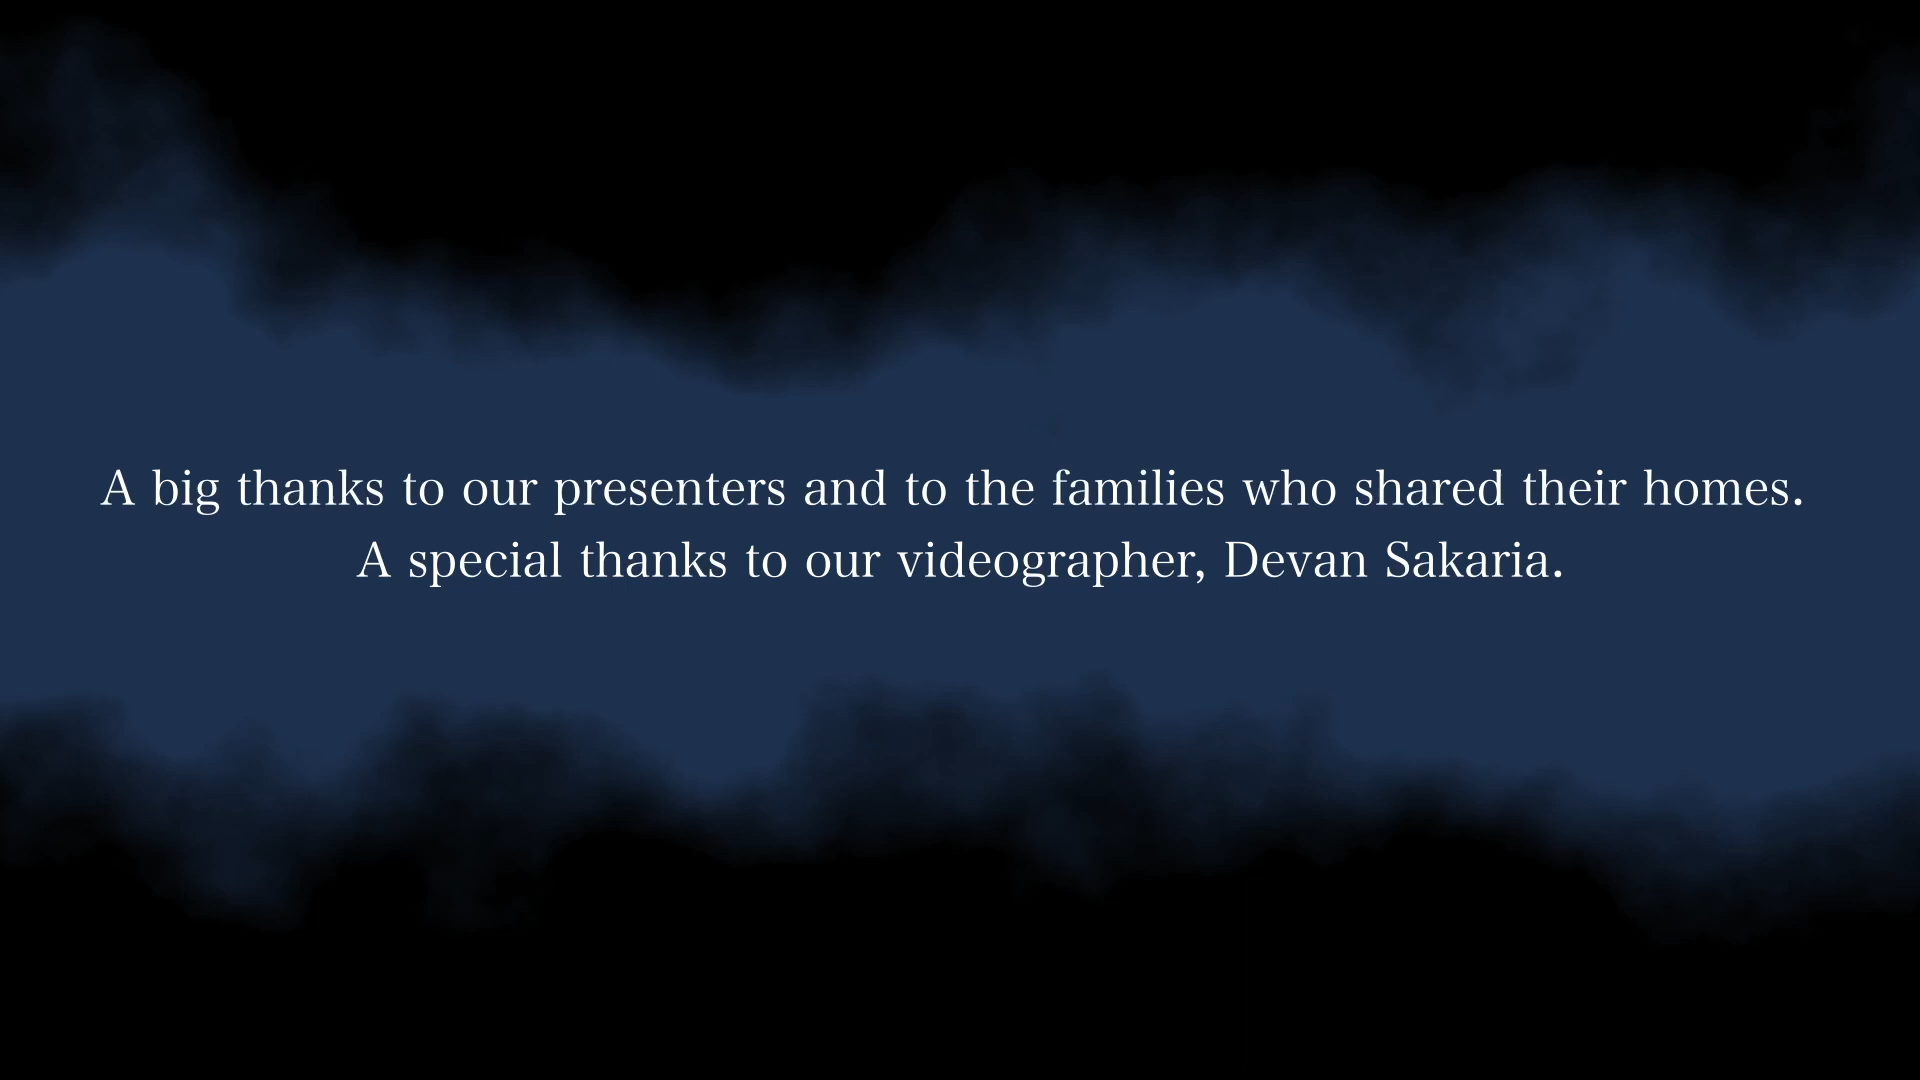 A big thanks to our presenters and to the families who shared their homes.
A special thanks to our videographer, Devan Sakaria.